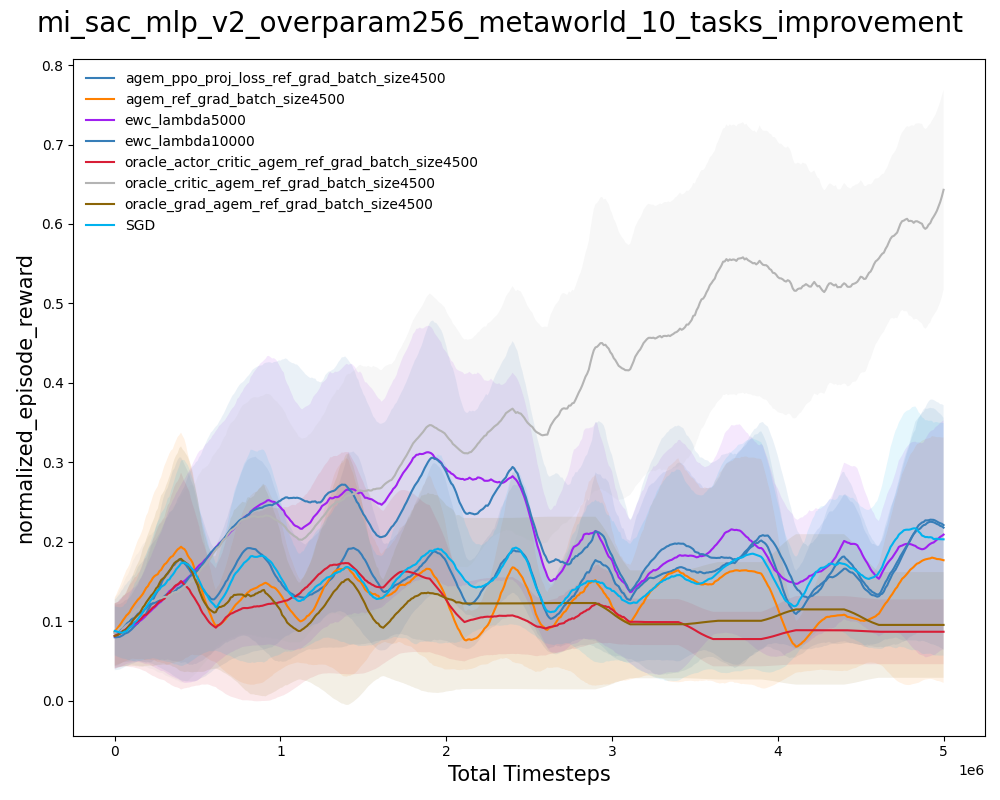 mi_sac_mlp_v2_overparam256_metaworld_10_tasks_improvement
agem_ppo_proj_loss_ref_grad_batch_size4500
agem_ref_grad_batch_size4500
ewc_lambda5000
ewc_lambda10000
oracle_actor_critic_agem_ref_grad_batch_size4500
oracle_critic_agem_ref_grad_batch_size4500
oracle_grad_agem_ref_grad_batch_size4500
SGD
normalized_episode_reward
0.8
0.7
0.6
0.5
0.4
0.3
0.2
0.1
0.0
0 1 2 3 4 5
1e6
Total Timesteps